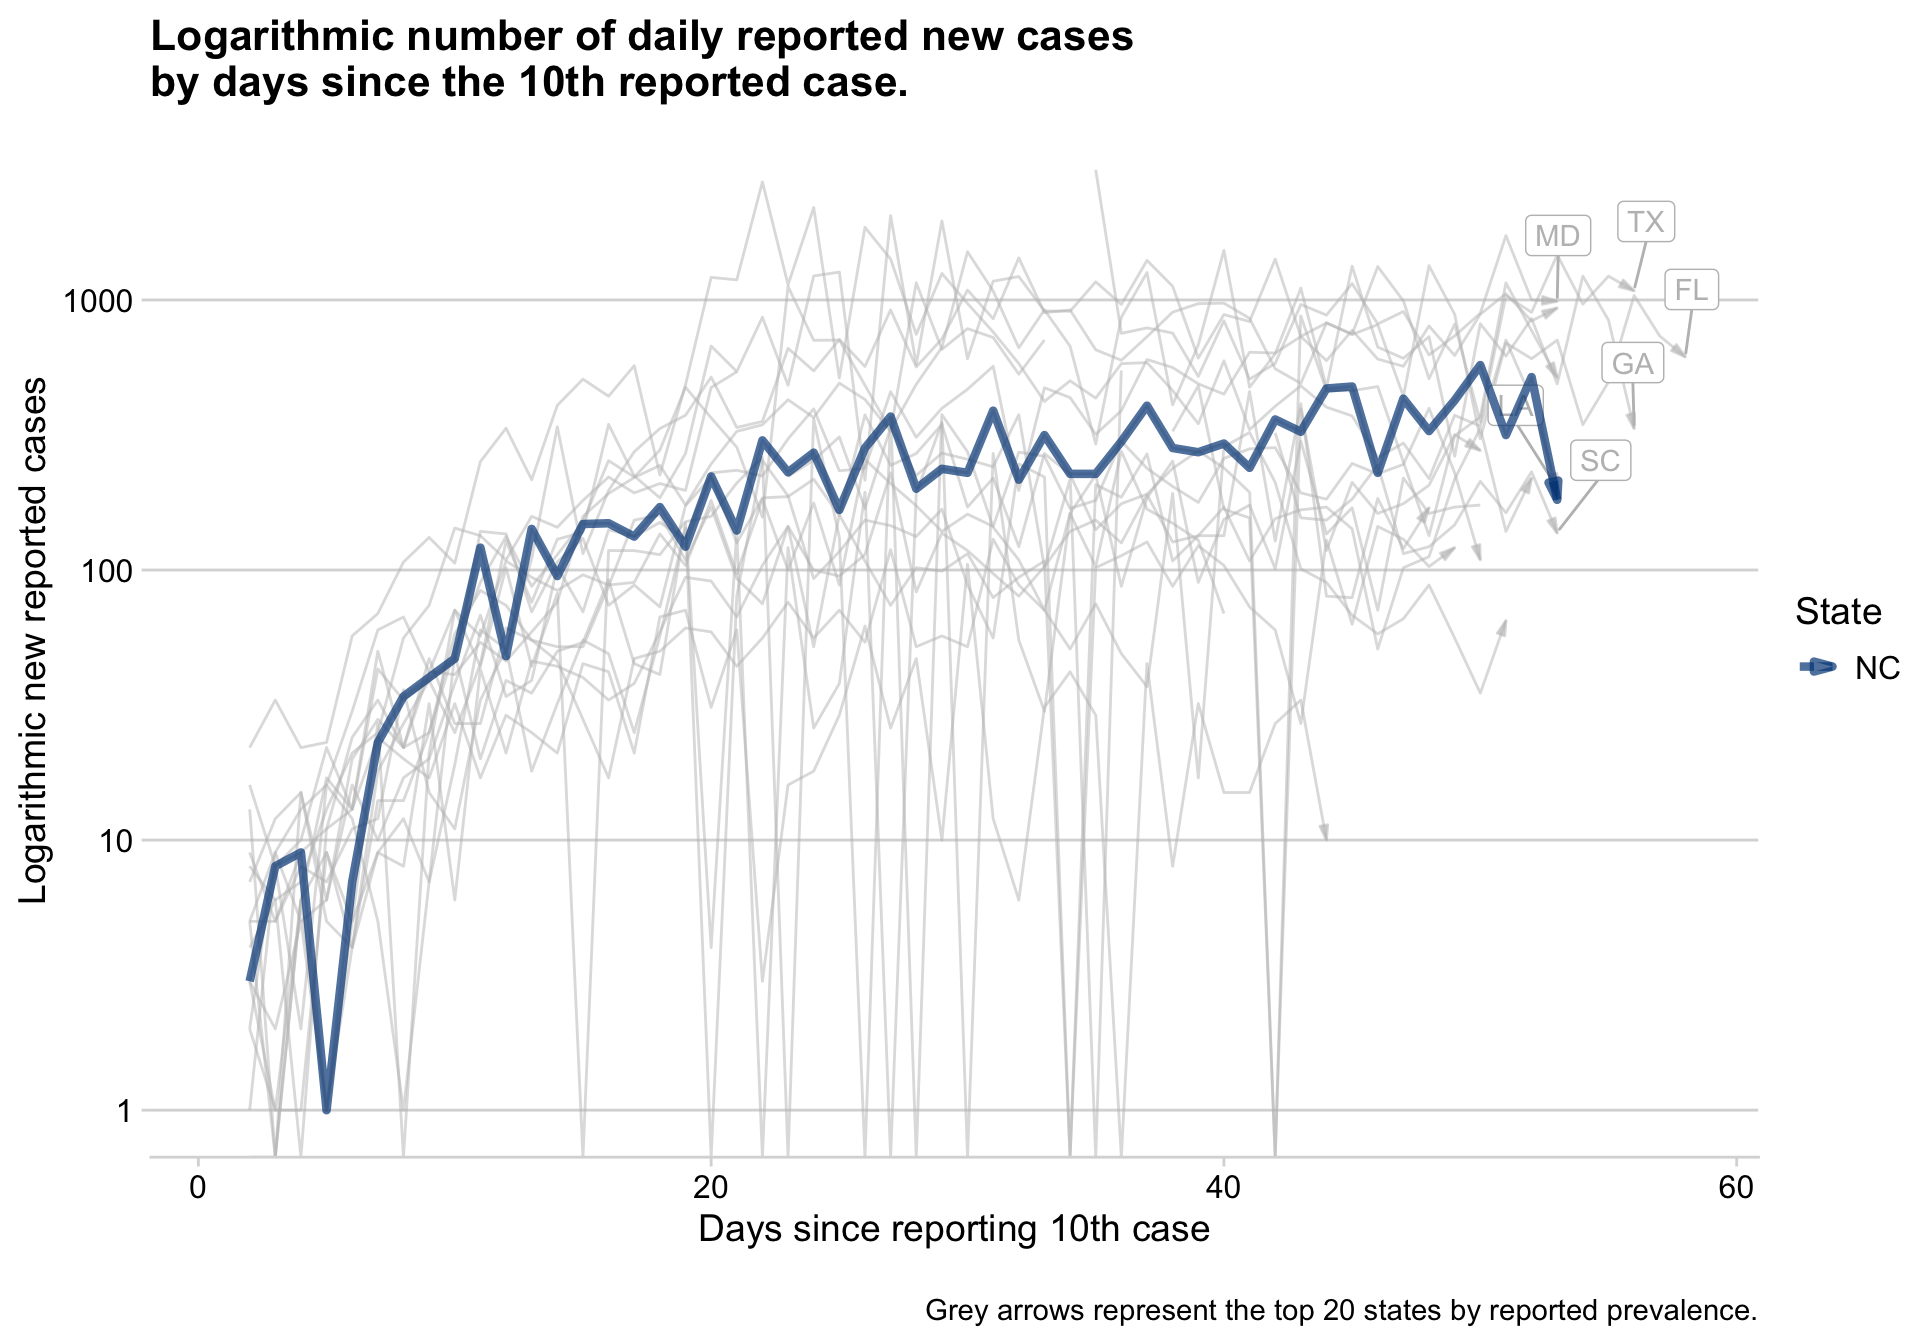 Logarithmic number of daily reported new cases
by days since the 10th reported case.
Logarithmic new reported cases
1000
100
10
1
MD
TX
FL
GA
SC
State
NC
0
20
40
60
Days since reporting 10th case
Grey arrows represent the top 20 states by reported prevalence.